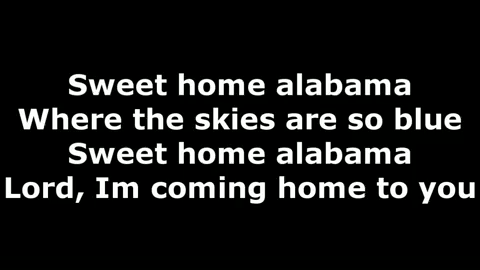 Sweet home alabama
Where the skies are so blue
Sweet home alabama
Lord, Im coming home to you